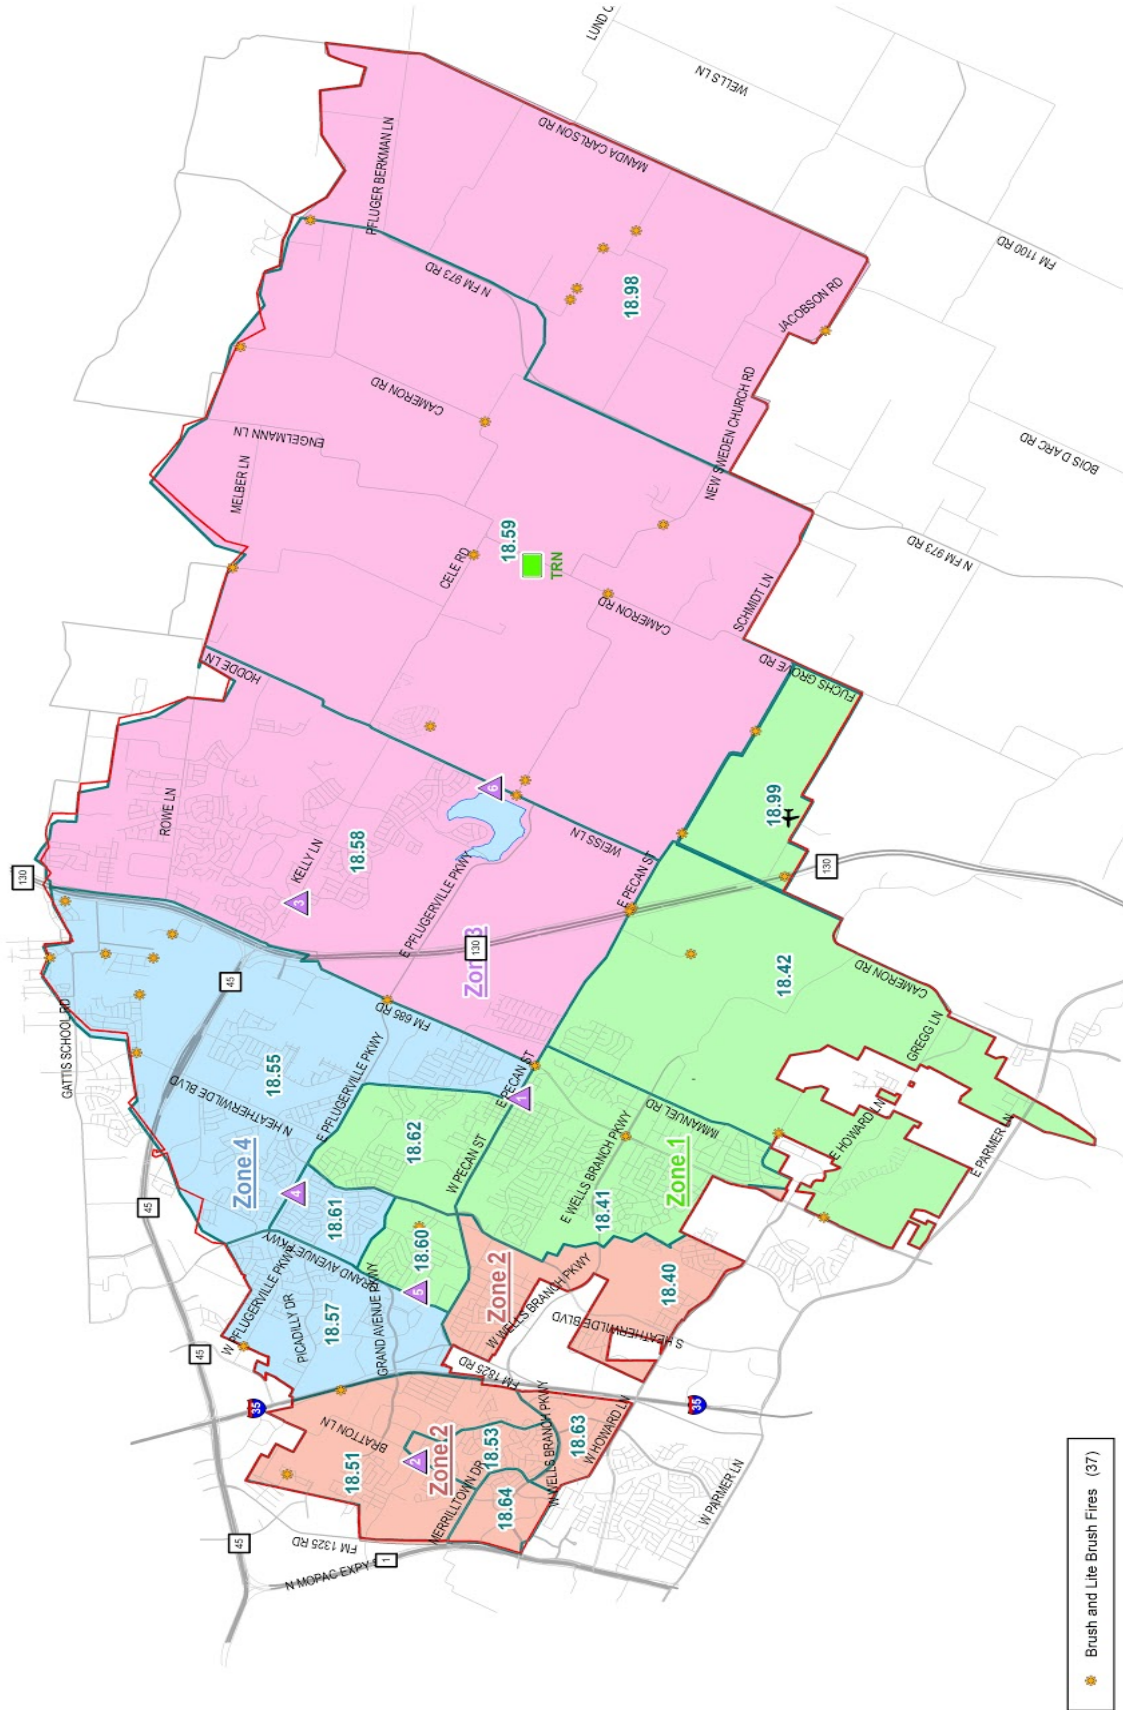 LUND C
WELLS LN
MANDA CARLSON RD
PFLUGER BERKMAN LN
FM 1100 RD
N FM 973 RD
18.98
JACOBSON RD
CAMERON RD
ENGELMANN LN
NEW SWEDEN CHURCH RD
BOIS D ARC RD
MELBER LN
18.59
TRN
CELE RD
N FM 973 RD
CAMERON RD
SCHMIDT LN
HODDE LN
FUCHS GROVE RD
ROWE LN
6
18.99
KELLY LN
18.58
WEISS LN
130
3
E PFLUGERVILLE PKWY
E PECAN ST
130
Zone 3
130
45
18.42
CAMERON RD
GATTIS SCHOOL RD
FM 685 RD
GREGG LN
18.55
N HEATHERWILDE BLVD
E PFLUGERVILLE PKWY
E PECAN ST
1
IMMANUEL RD
E HOWARD LN
18.62
W PECAN ST
E WELLS BRANCH PKWY
E PARMER LN
Zone 4
4
Zone 1
45
18.61
18.41
GRAND AVENUE PKWY
18.60
W PFLUGERVILLE PKWY
5
Zone 2
18.40
PICADILLY DR
18.57
GRAND AVENUE PKWY
W WELLS BRANCH PKWY
S HEATHERWILDE BLVD
45
FM 1825 RD
35
35
BRATTON LN
W WELLS BRANCH PKWY
W HOWARD LN
18.63
18.51
2
Zone 2
18.53
MERRILLTOWN DR
18.64
W PARMER LN
45
FM 1325 RD
1
N MOPAC EXPY
Brush and Lite Brush Fires (37)